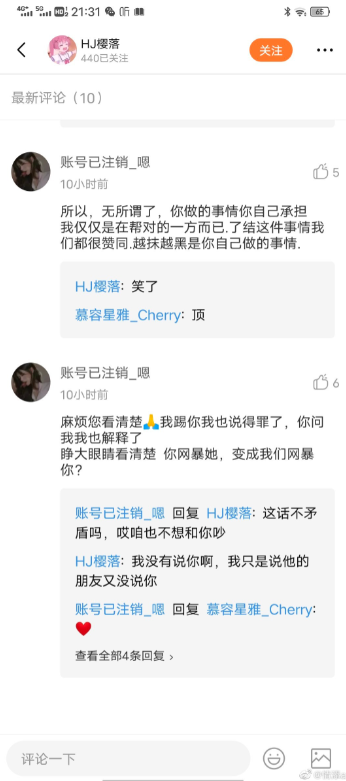 4G+ 5G HD 21:31 听 65
HJ樱落
440已关注
关注
最新评论（10）
账号已注销_嗯
10小时前
5
所以，无所谓了，你做的事情你自己承担
我仅仅是在帮对的一方而已.了结这件事情我
们都很赞同.越抹越黑是你自己做的事情.
HJ樱落：笑了
慕容星雅_Cherry：顶
账号已注销_嗯
10小时前
6
麻烦您看清楚🙏我踢你我也说得罪了，你问
我我也解释了
睁大眼睛看清楚 你网暴她，变成我们网暴
你？
账号已注销_嗯 回复 HJ樱落：这话不矛
盾吗，哎咱也不想和你吵
HJ樱落：我没有说你啊，我只是说他的
朋友又没说你
账号已注销_嗯 回复 慕容星雅_Cherry：
❤️
查看全部4条回复 ›
评论一下